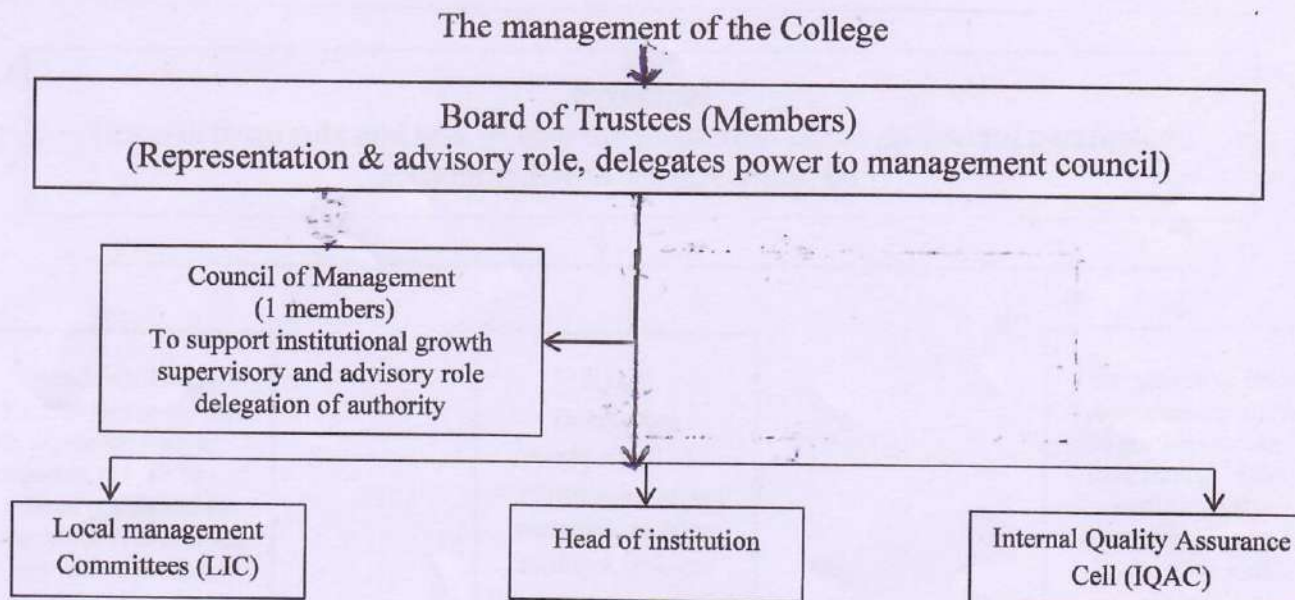 The management of the College
Board of Trustees (Members)
(Representation & advisory role, delegates power to management council)
Council of Management
(1 members)
To support institutional growth
supervisory and advisory role
delegation of authority
Local management
Committees (LIC)
Head of institution
Internal Quality Assurance
Cell (IQAC)